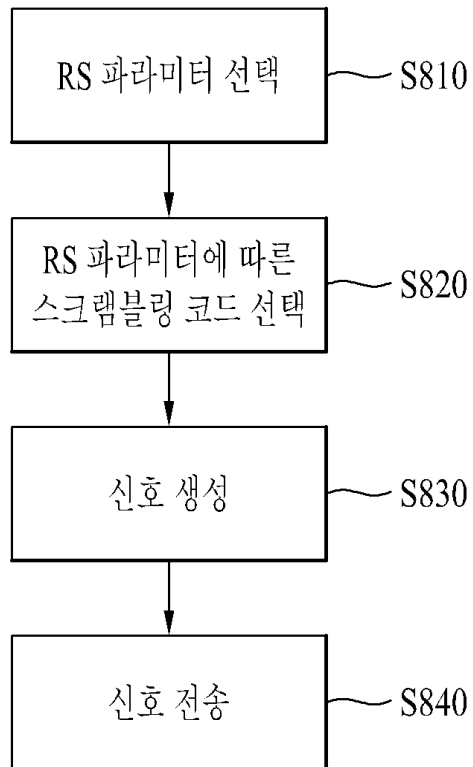 RS 파라미터 선택
S810
RS 파라미터에 따른
스크램블링 코드 선택
S820
신호 생성
S830
신호 전송
S840